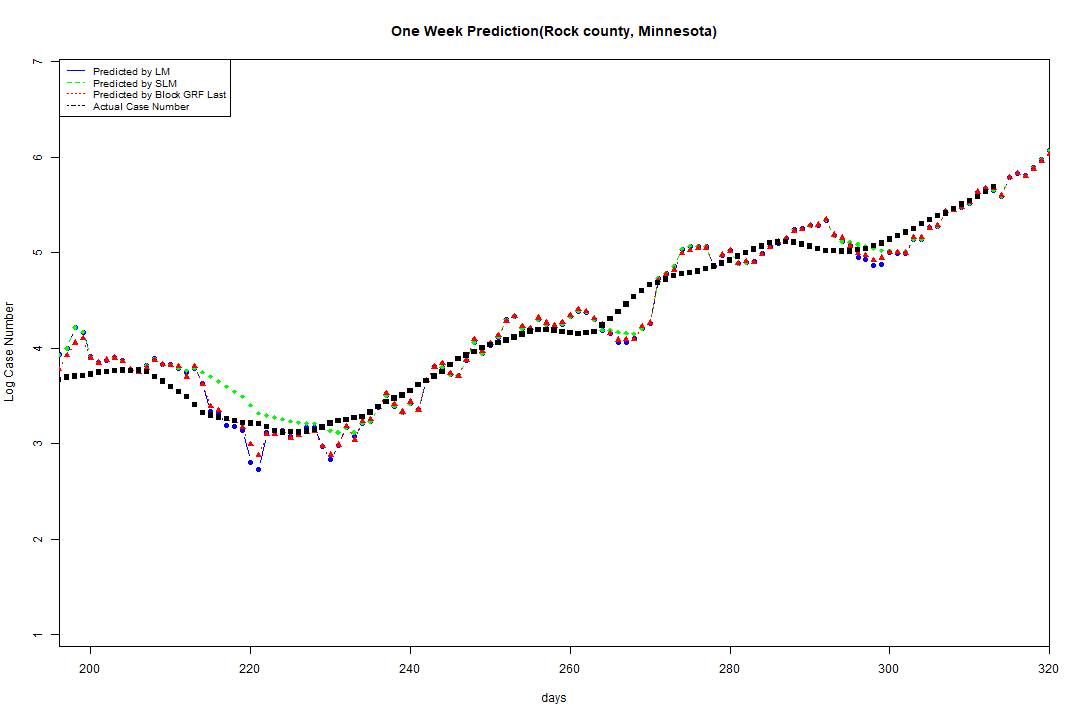 One Week Prediction(Rock county, Minnesota)
Predicted by LM
Predicted by SLM
Predicted by Block GRF Last
Actual Case Number
7
6
5
4
3
2
1
Log Case Number
200 220 240 260 280 300 320
days